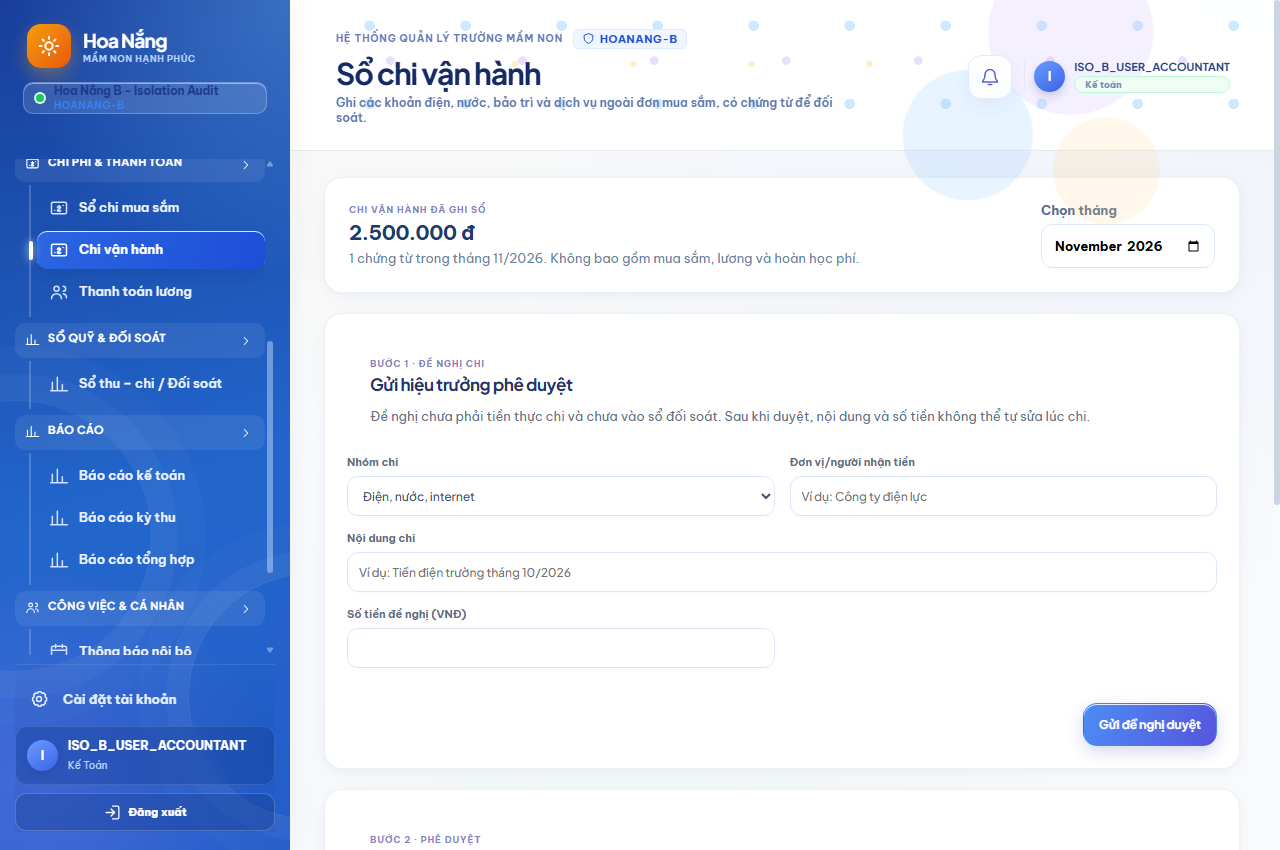 Hoa Nắng
MẦM NON HẠNH PHÚC
Hoa Nắng B - Isolation Audit
HOANANG-B
CHI PHÍ & THANH TOÁN
Sổ chi mua sắm
Chi vận hành
Thanh toán lương
SỔ QUỸ & ĐỐI SOÁT
Sổ thu – chi / Đối soát
BÁO CÁO
Báo cáo kế toán
Báo cáo kỳ thu
Báo cáo tổng hợp
CÔNG VIỆC & CÁ NHÂN
Thông báo nội bộ
Cài đặt tài khoản
I
ISO_B_USER_ACCOUNTANT
Kế Toán
Đăng xuất
HỆ THỐNG QUẢN LÝ TRƯỜNG MẦM NON
HOANANG-B
Sổ chi vận hành
Ghi các khoản điện, nước, bảo trì và dịch vụ ngoài đơn mua sắm, có chứng từ để đối
soát.
I
ISO_B_USER_ACCOUNTANT
Kế toán
CHI VẬN HÀNH ĐÃ GHI SỔ
2.500.000 đ
1 chứng từ trong tháng 11/2026. Không bao gồm mua sắm, lương và hoàn học phí.
Chọn tháng
November 2026
BƯỚC 1 · ĐỀ NGHỊ CHI
Gửi hiệu trưởng phê duyệt
Đề nghị chưa phải tiền thực chi và chưa vào sổ đối soát. Sau khi duyệt, nội dung và số tiền không thể tự sửa lúc chi.
Nhóm chi
Đơn vị/người nhận tiền
Điện, nước, internet
Ví dụ: Công ty điện lực
Nội dung chi
Ví dụ: Tiền điện trường tháng 10/2026
Số tiền đề nghị (VNĐ)
Gửi đề nghị duyệt
BƯỚC 2 · PHÊ DUYỆT